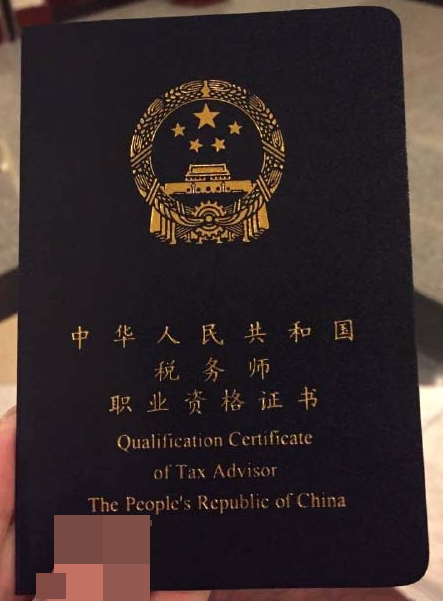 中华人民共和国
税务师
职业资格证书
Qualification Certificate
of Tax Advisor
The People's Republic of China